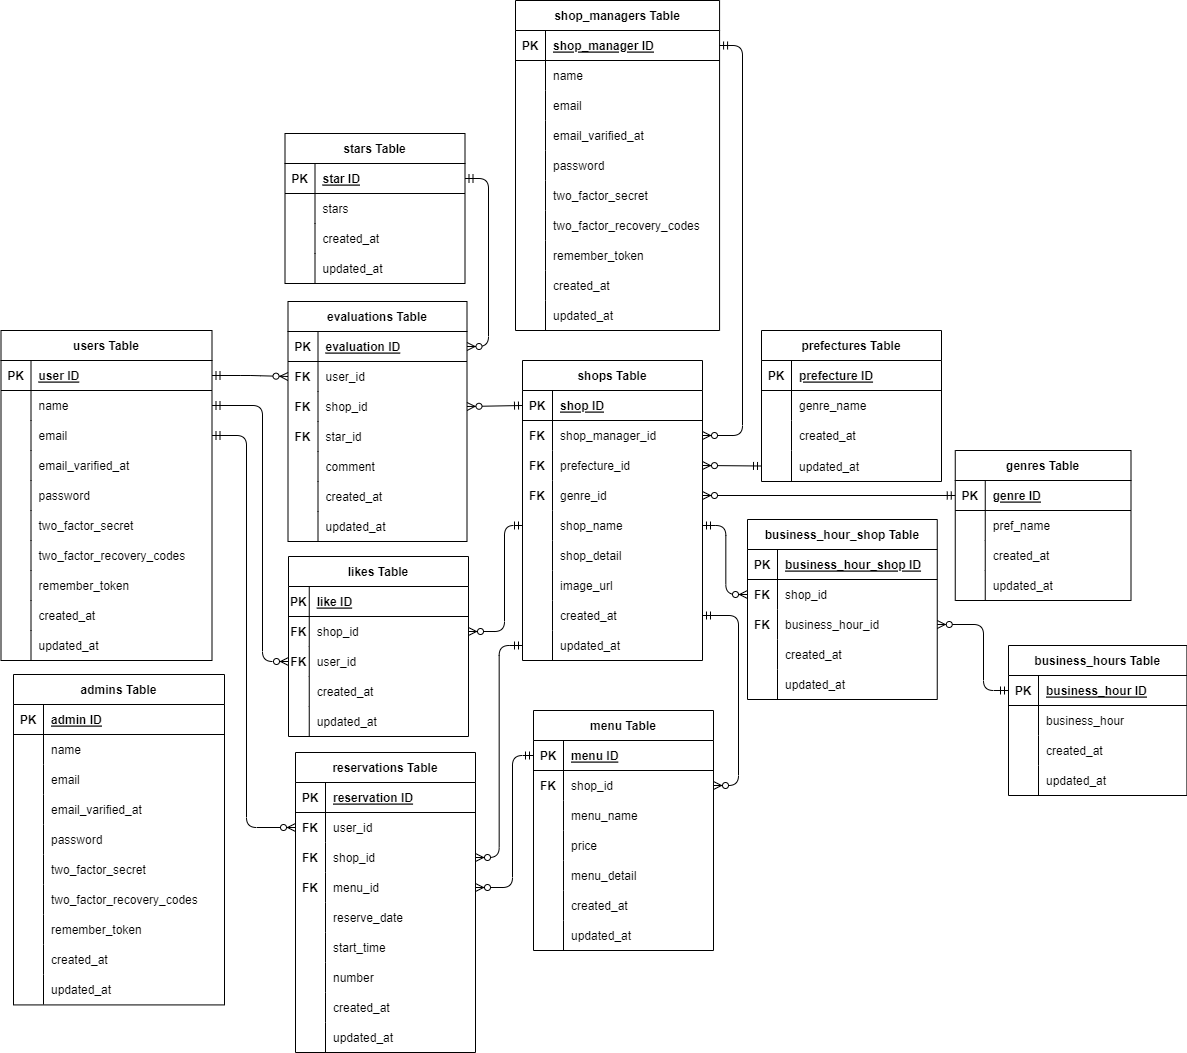 shop_managers Table
PK shop_manager ID
name
email
email_varified_at
password
two_factor_secret
two_factor_recovery_codes
remember_token
created_at
updated_at
stars Table
PK star ID
stars
created_at
updated_at
evaluations Table
PK evaluation ID
FK user_id
FK shop_id
FK star_id
comment
created_at
updated_at
users Table
PK user ID
name
email
email_varified_at
password
two_factor_secret
two_factor_recovery_codes
remember_token
created_at
updated_at
shops Table
PK shop ID
FK shop_manager_id
FK prefecture_id
FK genre_id
shop_name
shop_detail
image_url
created_at
updated_at
prefectures Table
PK prefecture ID
genre_name
created_at
updated_at
genres Table
PK genre ID
pref_name
created_at
updated_at
business_hour_shop Table
PK business_hour_shop ID
FK shop_id
FK business_hour_id
created_at
updated_at
business_hours Table
PK business_hour ID
business_hour
created_at
updated_at
likes Table
PK like ID
FK shop_id
FK user_id
created_at
updated_at
admins Table
PK admin ID
name
email
email_varified_at
password
two_factor_secret
two_factor_recovery_codes
remember_token
created_at
updated_at
reservations Table
PK reservation ID
FK user_id
FK shop_id
FK menu_id
reserve_date
start_time
number
created_at
updated_at
menu Table
PK menu ID
FK shop_id
menu_name
price
menu_detail
created_at
updated_at